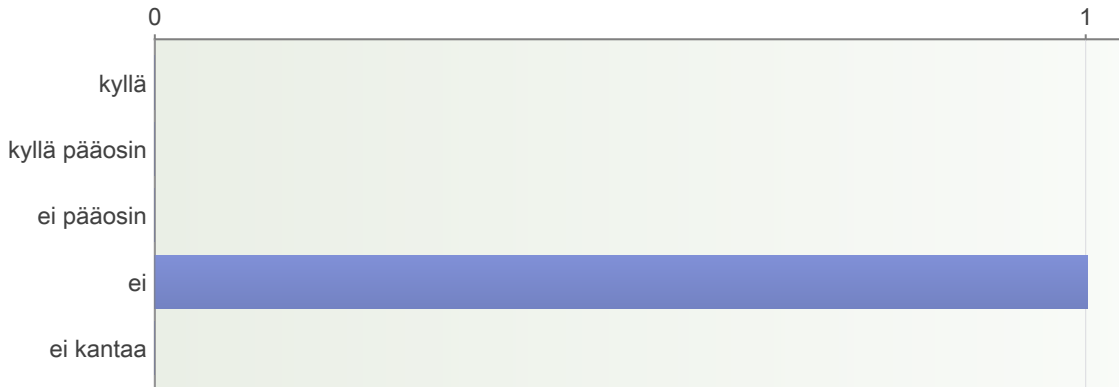 0 1
kyllä
kyllä pääosin
ei pääosin
ei
ei kantaa